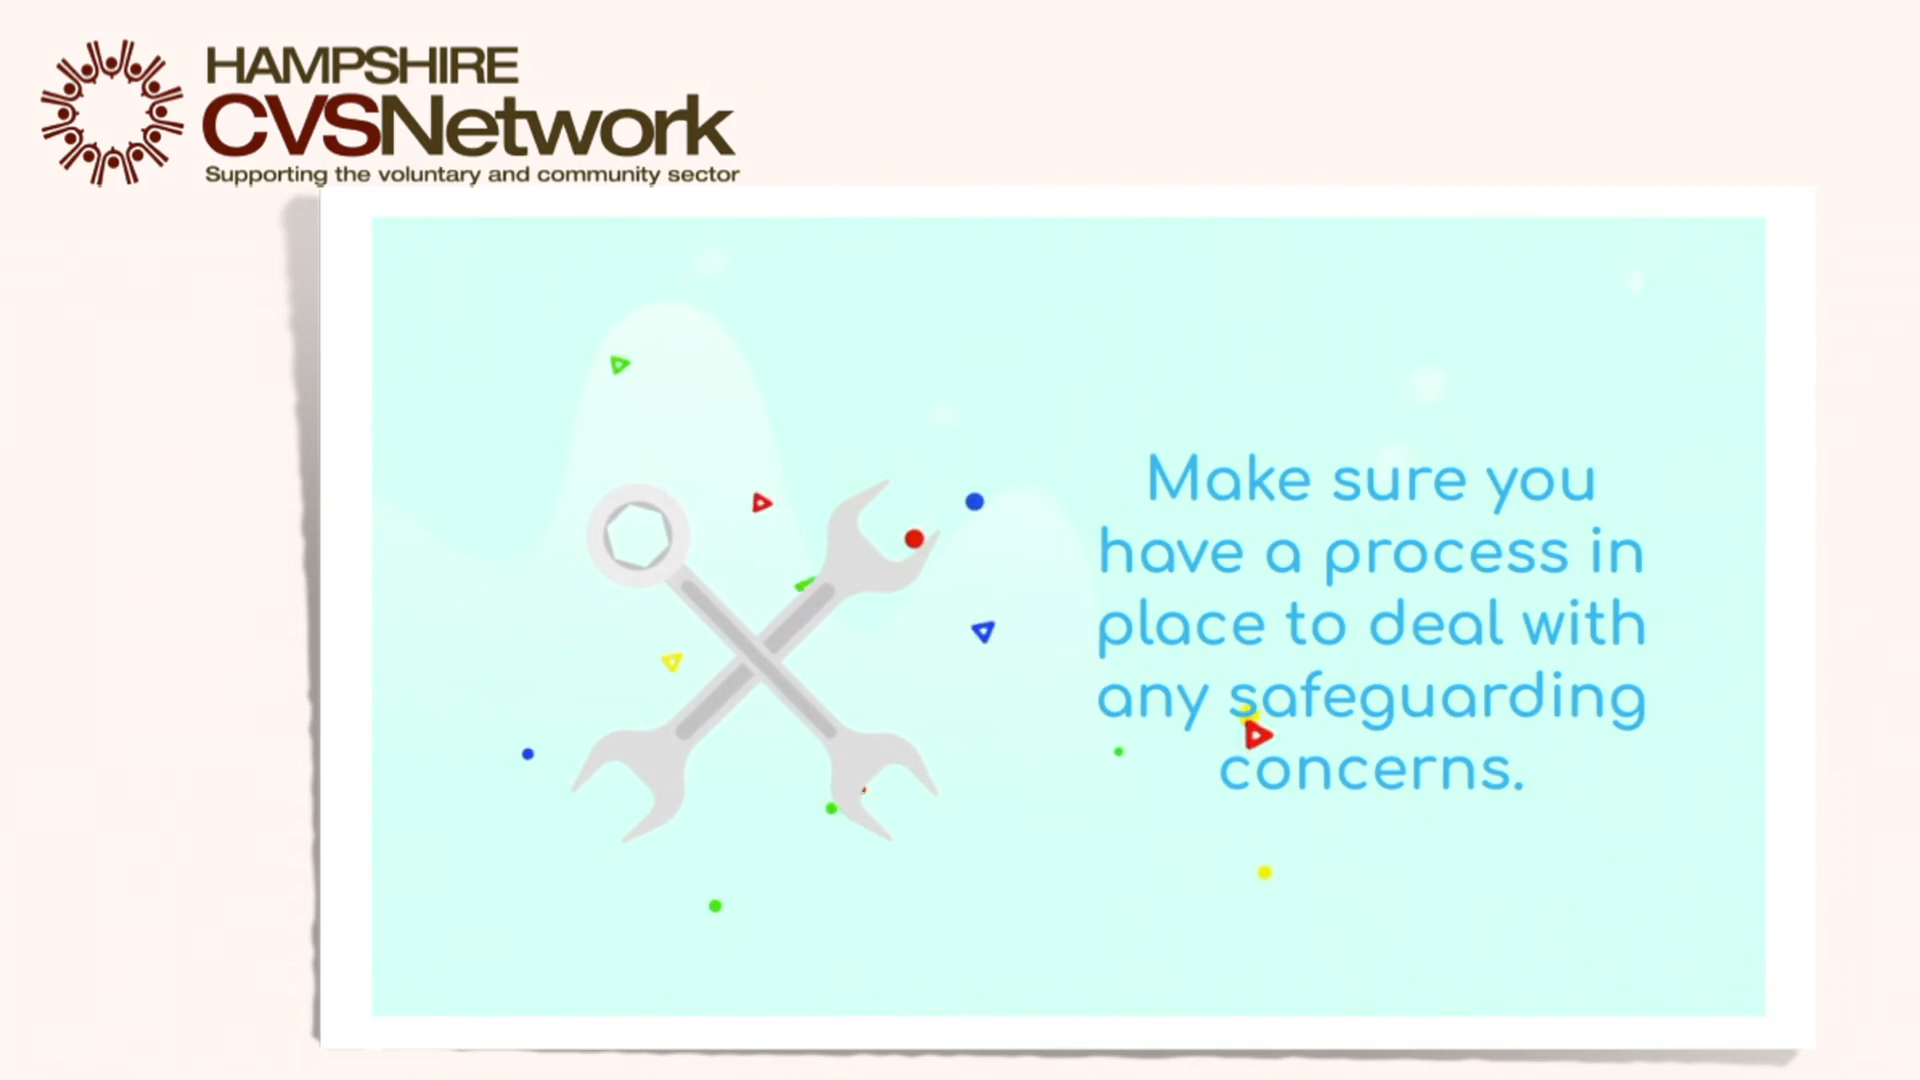 HAMPSHIRE
CVSNetwork
Supporting the voluntary and community sector
Make sure you
have a process in
place to deal with
any safeguarding
concerns.